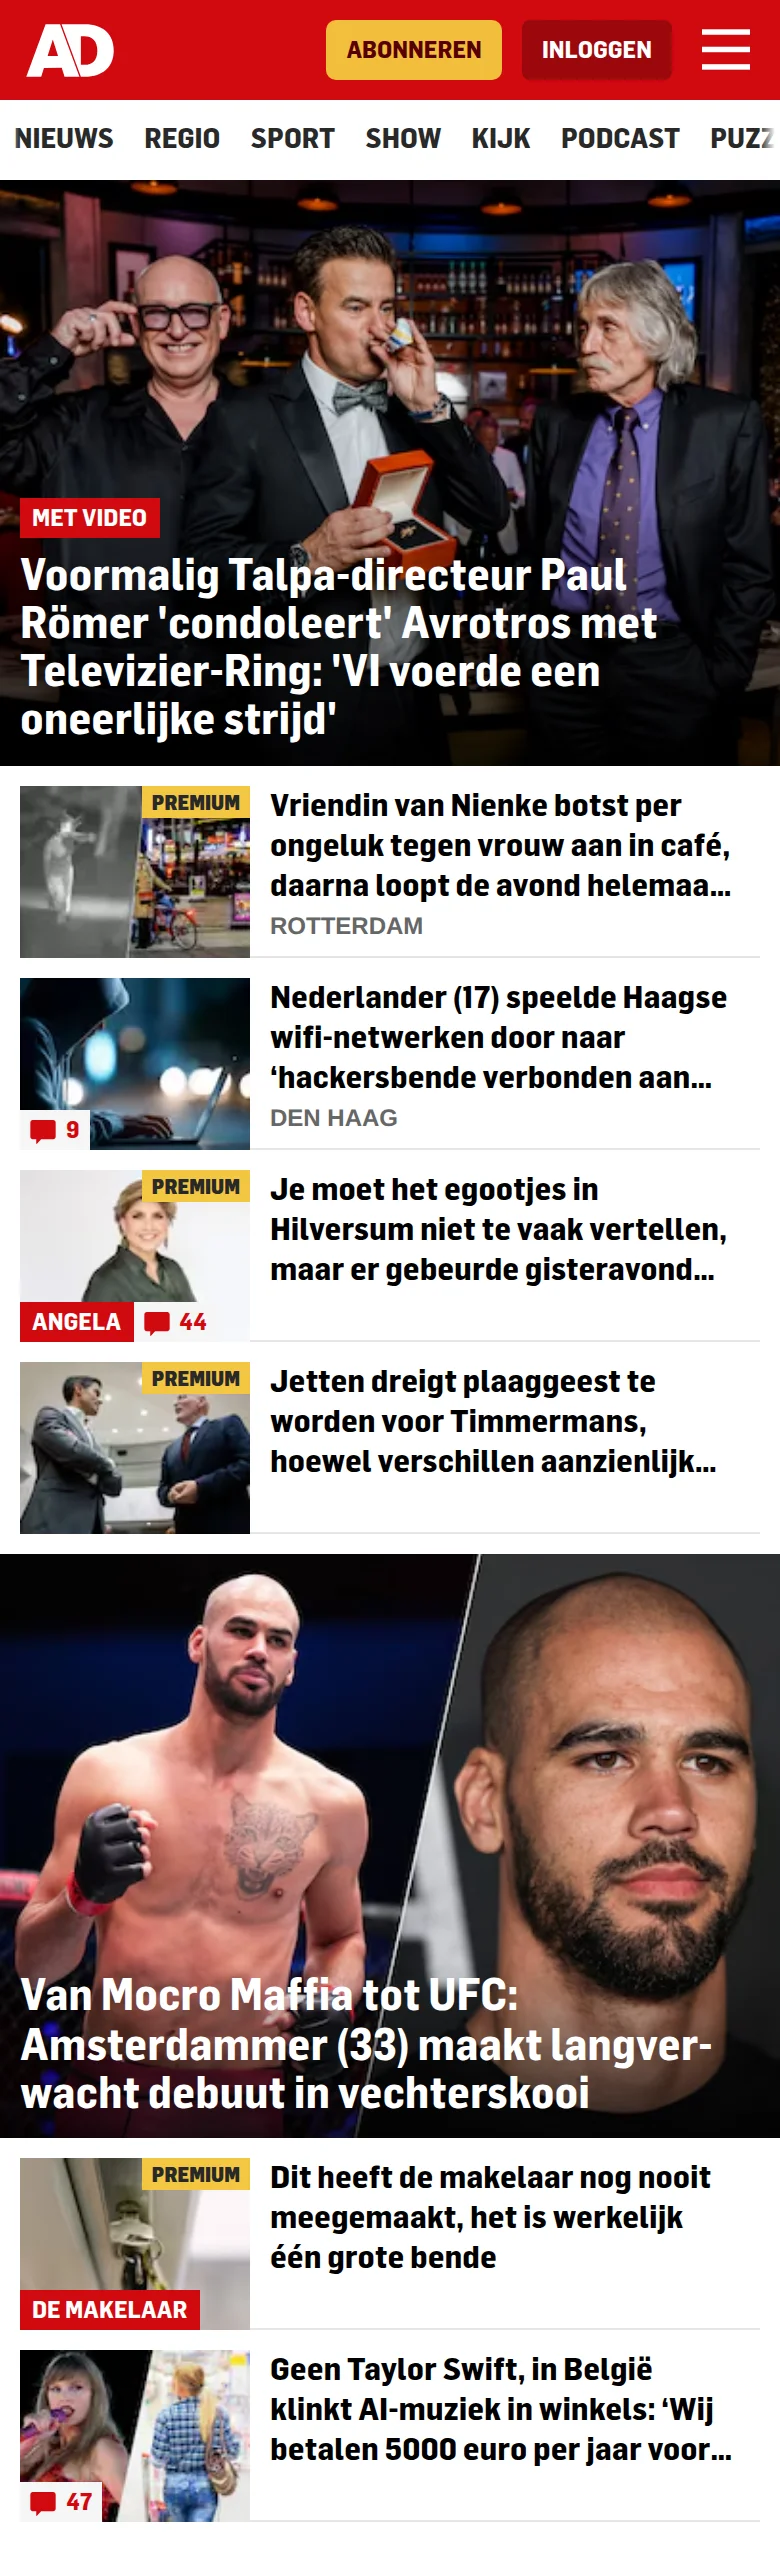 AD
ABONNEREN
INLOGGEN
NIEUWS REGIO SPORT SHOW KIJK PODCAST PUZZ
MET VIDEO
Voormalig Talpa-directeur Paul
Römer 'condoleert' Avrotros met
Televizier-Ring: 'VI voerde een
oneerlijke strijd'
PREMIUM
Vriendin van Nienke botst per
ongeluk tegen vrouw aan in café,
daarna loopt de avond helemaa...
ROTTERDAM
Nederlander (17) speelde Haagse
wifi-netwerken door naar
‘hackersbende verbonden aan...
DEN HAAG
9
PREMIUM
Je moet het egootjes in
Hilversum niet te vaak vertellen,
maar er gebeurde gisteravond...
ANGELA
44
PREMIUM
Jetten dreigt plaaggeest te
worden voor Timmermans,
hoewel verschillen aanzienlijk...
Van Mocro Maffia tot UFC:
Amsterdammer (33) maakt langver-
wacht debuut in vechterskooi
PREMIUM
Dit heeft de makelaar nog nooit
meegemaakt, het is werkelijk
één grote bende
DE MAKELAAR
Geen Taylor Swift, in België
klinkt AI-muziek in winkels: ‘Wij
betalen 5000 euro per jaar voor...
47